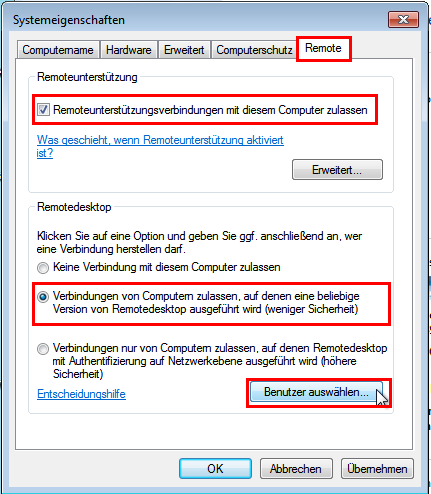 Systemeigenschaften
Computername Hardware Erweitert Computerschutz Remote
Remoteunterstützung
Remoteunterstützungsverbindungen mit diesem Computer zulassen
Was geschieht, wenn Remoteunterstützung aktiviert
ist?
Erweitert...
Remotedesktop
Klicken Sie auf eine Option und geben Sie ggf. anschließend an, wer
eine Verbindung herstellen darf.
Keine Verbindung mit diesem Computer zulassen
Verbindungen von Computern zulassen, auf denen eine beliebige
Version von Remotedesktop ausgeführt wird (weniger Sicherheit)
Verbindungen nur von Computern zulassen, auf denen Remotedesktop
mit Authentifizierung auf Netzwerkebene ausgeführt wird (höhere
Sicherheit)
Entscheidungshilfe
Benutzer auswählen...
OK Abbrechen Übernehmen